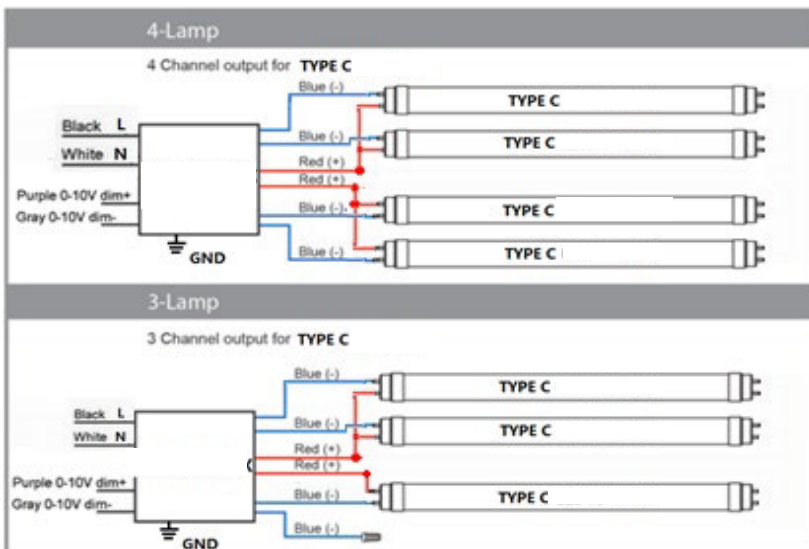 4-Lamp
4 Channel output for TYPE C
Blue (-)
TYPE C
Black L
Blue (-)
TYPE C
White N
Red (+)
Red (+)
Purple 0-10V dim+
Blue (-)
TYPE C
Gray 0-10V dim-
Blue (-)
TYPE C
GND
3-Lamp
3 Channel output for TYPE C
Blue (-)
TYPE C
Black L
Blue (-)
TYPE C
White N
Red (+)
Red (+)
Purple 0-10V dim+
Blue (-)
TYPE C
Gray 0-10V dim-
Blue (-)
GND